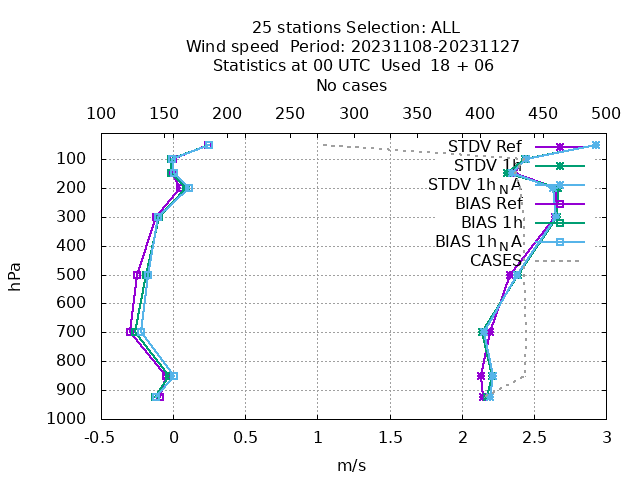 25 stations Selection: ALL
Wind speed  Period: 20231108-20231127
Statistics at 00 UTC  Used  18 + 06
No cases
100 150 200 250 300 350 400 450 500
STDV Ref
STDV 1h
STDV 1h_NA
BIAS Ref
BIAS 1h
BIAS 1h_NA
CASES
hPa
100
200
300
400
500
600
700
800
900
1000
-0.5 0 0.5 1 1.5 2 2.5 3
m/s